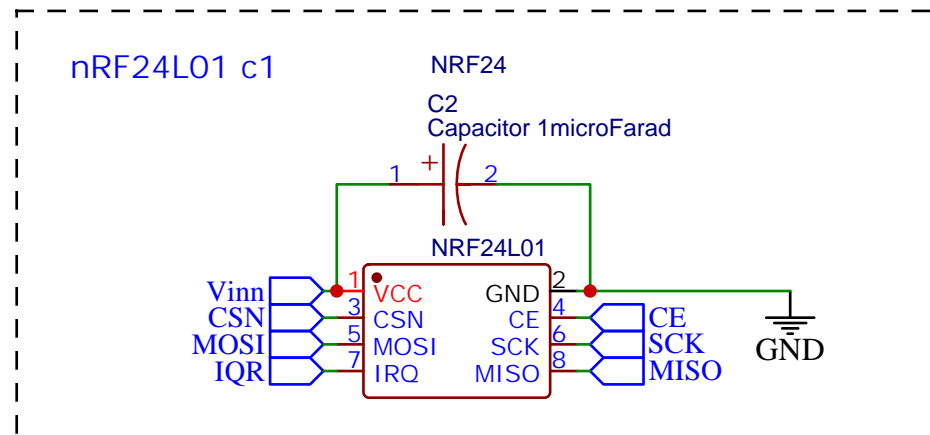 nRF24L01 c1
NRF24
C2
Capacitor 1microFarad
1 + 2
NRF24L01
Vinn 1 VCC GND 2
CSN 3 CSN CE 4 CE
MOSI 5 MOSI SCK 6 SCK
IQR 7 IRQ MISO 8 MISO
GND